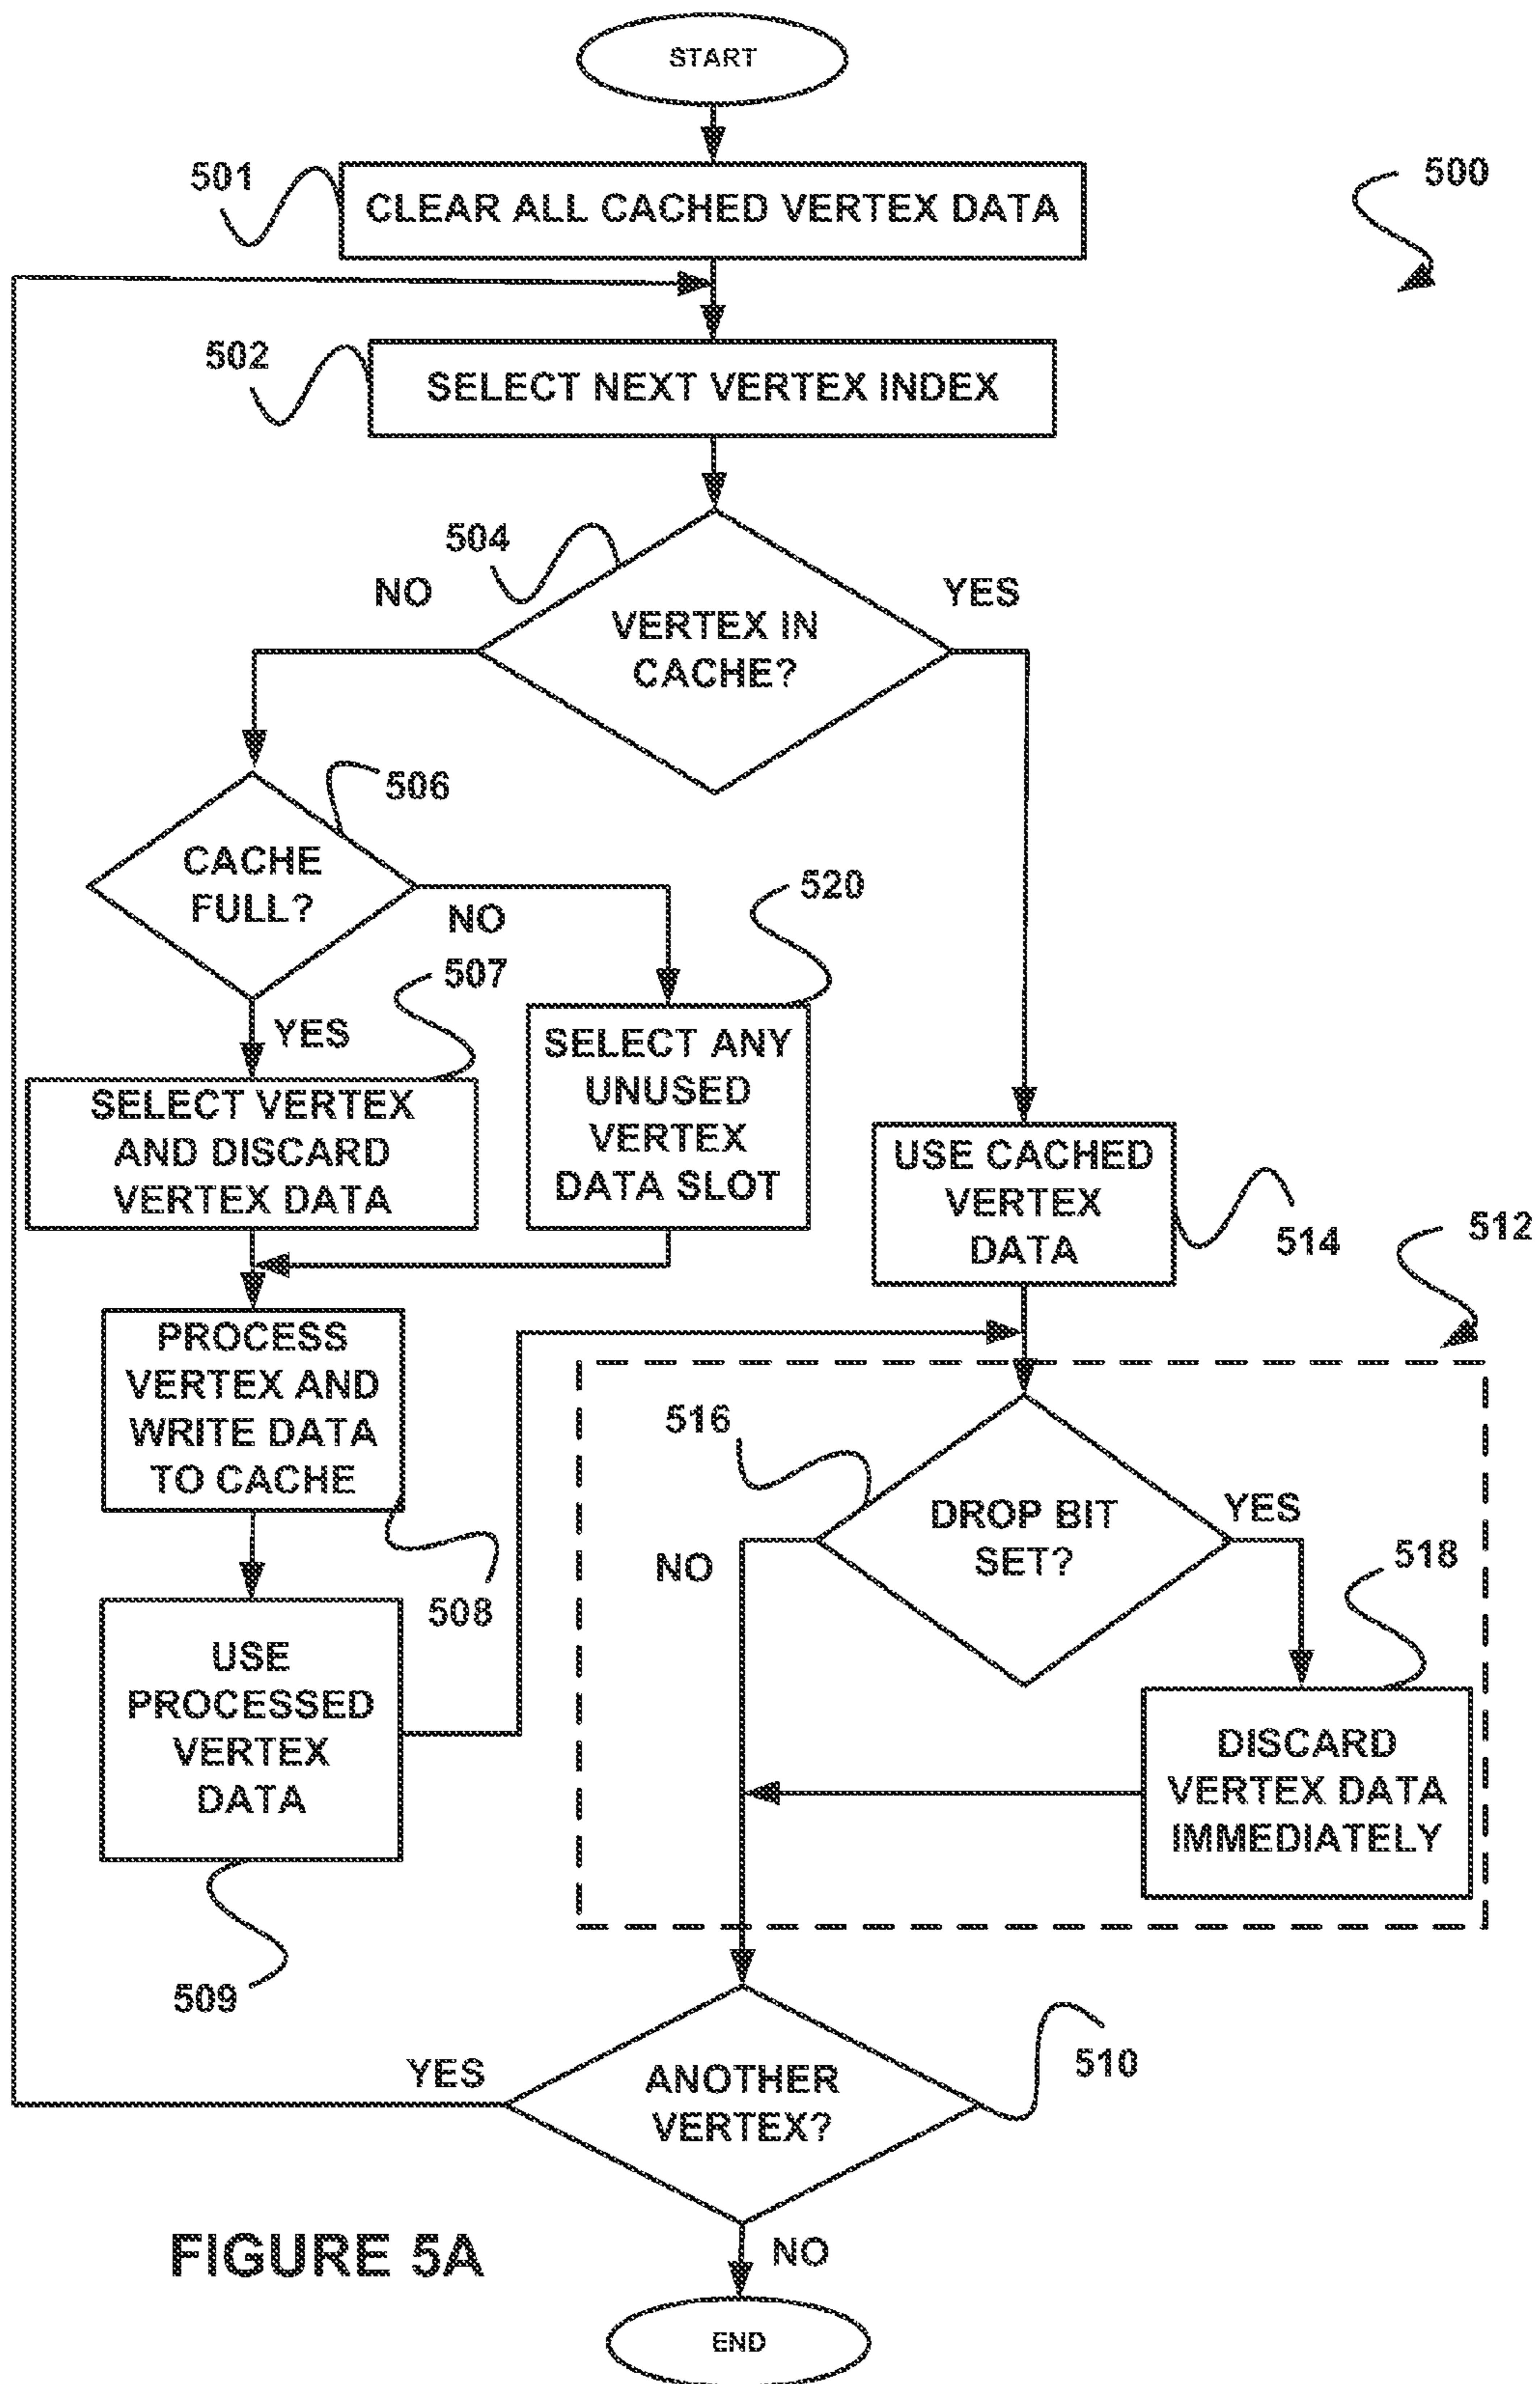 START
501
CLEAR ALL CACHED VERTEX DATA
500
502
SELECT NEXT VERTEX INDEX
504
NO
YES
VERTEX IN
CACHE?
506
CACHE
FULL?
NO
520
507
YES
SELECT VERTEX
AND DISCARD
VERTEX DATA
SELECT ANY
UNUSED
VERTEX
DATA SLOT
USE CACHED
VERTEX
DATA
514
512
PROCESS
VERTEX AND
WRITE DATA
TO CACHE
508
516
DROP BIT
SET?
YES
NO
518
USE
PROCESSED
VERTEX
DATA
509
DISCARD
VERTEX DATA
IMMEDIATELY
YES
ANOTHER
VERTEX?
510
NO
FIGURE 5A
END